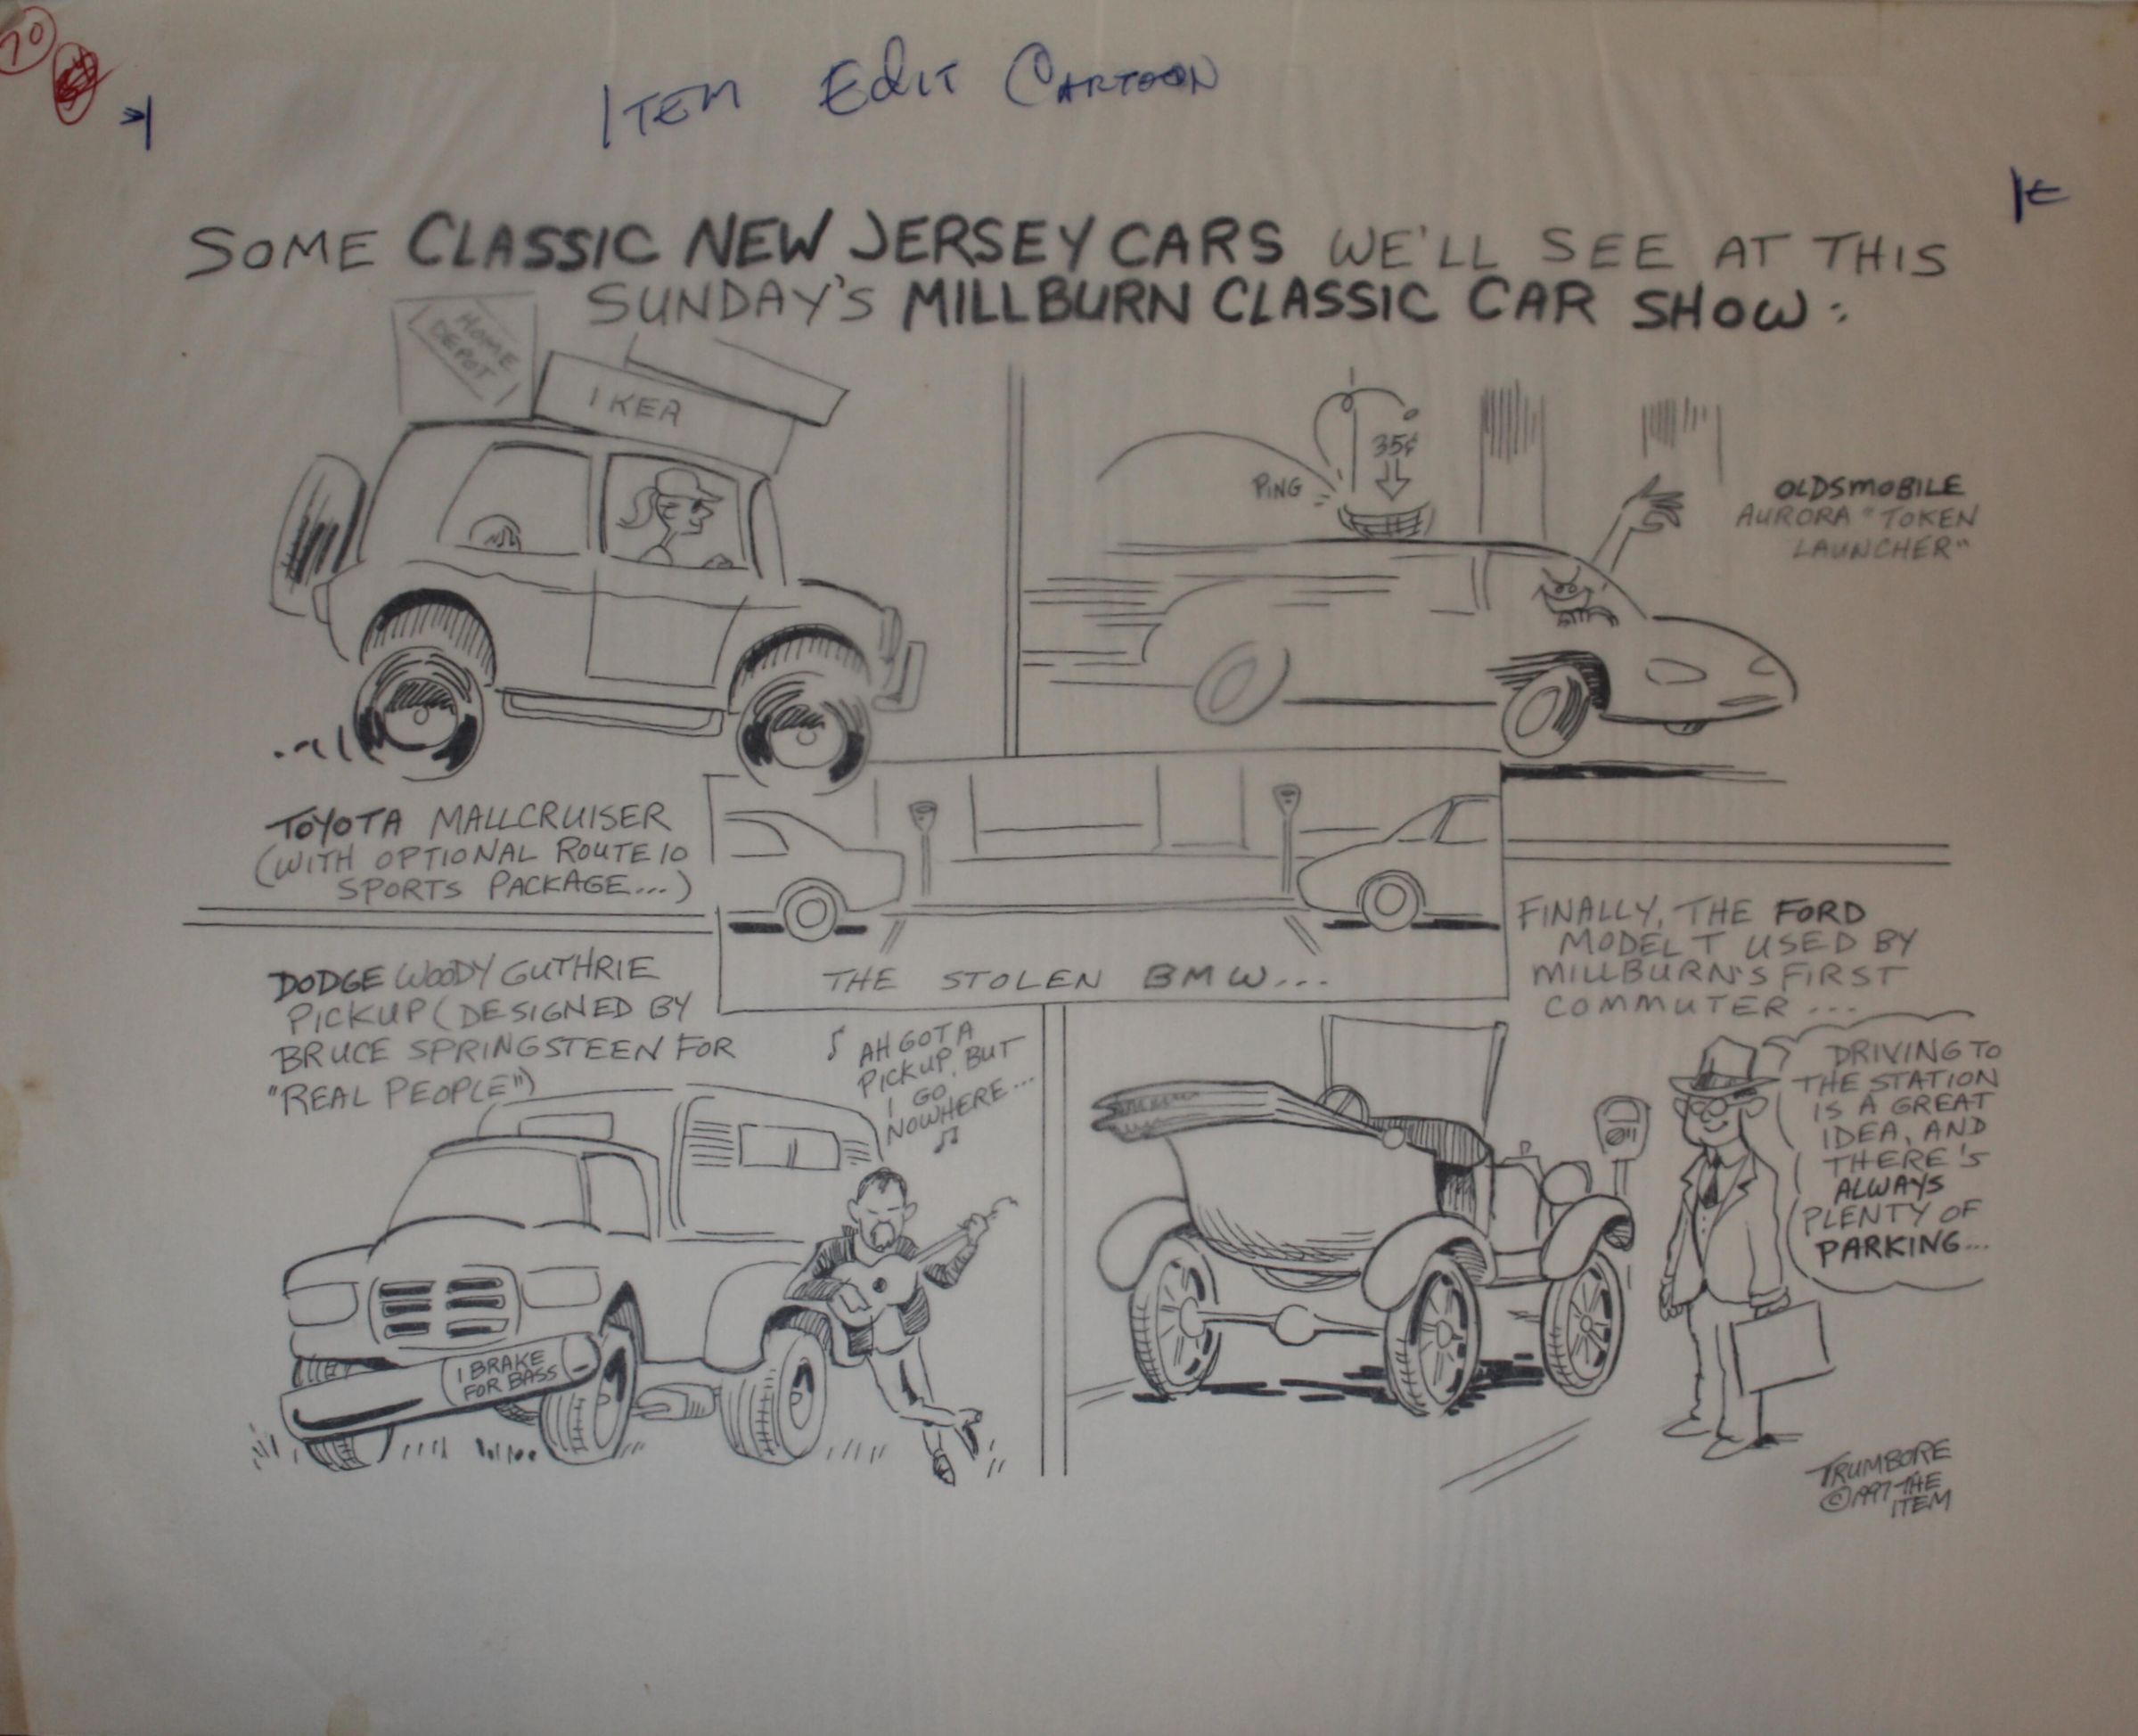 70
ITEM EdIT CARTOON
SOME CLASSIC NEW JERSEY CARS WE'LL SEE AT THIS
SUNDAY'S MILLBURN CLASSIC CAR SHOW:
HOME
DEPOT
IKEA
TOYOTA MALLCRUISER
(WITH OPTIONAL ROUTE 10
SPORTS PACKAGE....)
PING
35¢
OLDSMOBILE
AURORA "TOKEN
LAUNCHER"
THE STOLEN BMW...
DODGE WOODY GUTHRIE
PICKUP (DESIGNED BY
BRUCE SPRINGSTEEN FOR
"REAL PEOPLE")
AH GOT A
PICKUP, BUT
I GO
NOWHERE...
I BRAKE
FOR BASS
FINALLY, THE FORD
MODEL T USED BY
MILLBURN'S FIRST
COMMUTER...
DRIVING TO
THE STATION
IS A GREAT
IDEA, AND
THERE'S
ALWAYS
PLENTY OF
PARKING...
TRUMBORE
©1997 THE
ITEM